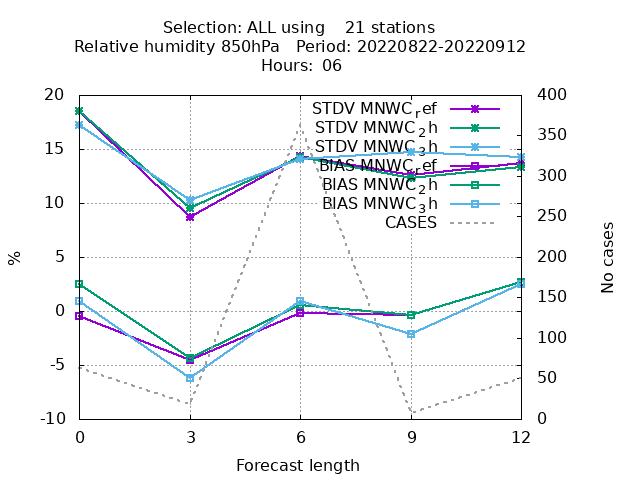 Selection: ALL using    21 stations
Relative humidity 850hPa   Period: 20220822-20220912
Hours: 06
STDV MNWC_ref
STDV MNWC_2h
STDV MNWC_3h
BIAS MNWC_ref
BIAS MNWC_2h
BIAS MNWC_3h
CASES
20
15
10
5
0
-5
-10
%
400
350
300
250
200
150
100
50
0
No cases
0 3 6 9 12
Forecast length